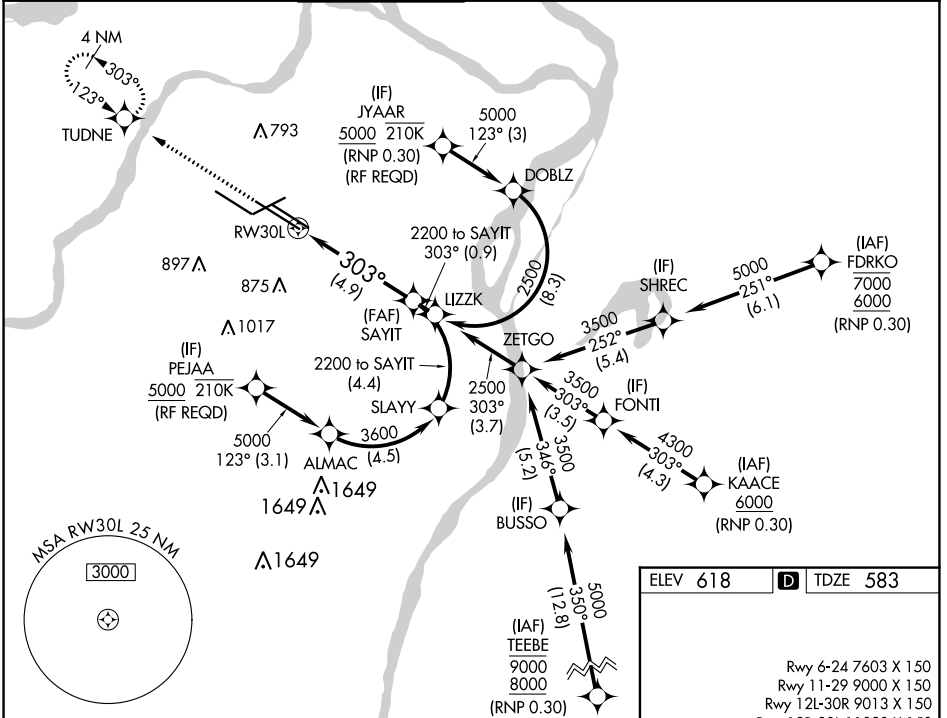 4 NM
303°
123°
TUDNE
793
(IF)
JYAAR
5000 210K
(RNP 0.30)
(RF REQD)
5000
123° (3)
DOBLZ
RW30L
2200 to SAYIT
303° (0.9)
2500
(8.3)
303°
(4.9)
897
875
1017
LIZZK
(FAF)
SAYIT
(IAF)
FDRKO
7000
6000
(RNP 0.30)
5000
251°
(6.1)
(IF)
SHREC
3500
252°
(5.4)
ZETGO
(IF)
PEJAA
5000 210K
(RF REQD)
2200 to SAYIT
(4.4)
SLAYY
2500
303°
(3.7)
3500
303°
(3.5)
(IF)
FONTI
5000
123° (3.1)
3600
(4.5)
ALMAC
4300
303°
(4.3)
(IAF)
KAACE
6000
(RNP 0.30)
3500
346°
(5.2)
(IF)
BUSSO
1649
1649
1649
MSA RW30L 25 NM
3000
5000
350°
(12.8)
(IAF)
TEEBE
9000
8000
(RNP 0.30)
ELEV 618 D TDZE 583
Rwy 6-24 7603 X 150
Rwy 11-29 9000 X 150
Rwy 12L-30R 9013 X 150